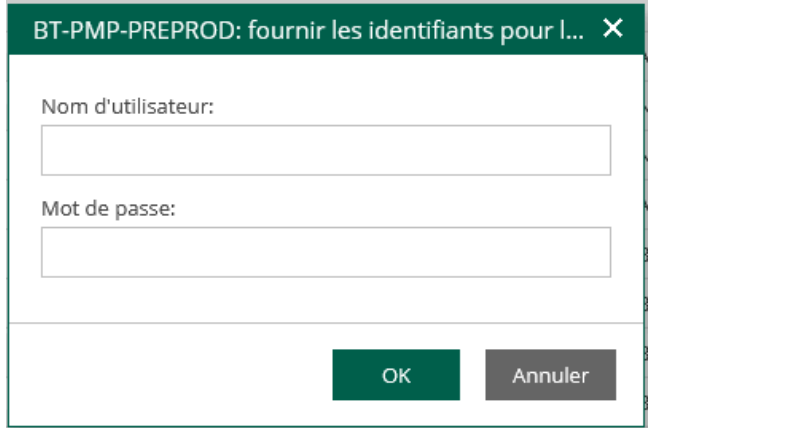 BT-PMP-PREPROD: fournir les identifiants pour l...
Nom d'utilisateur:
Mot de passe:
OK
Annuler